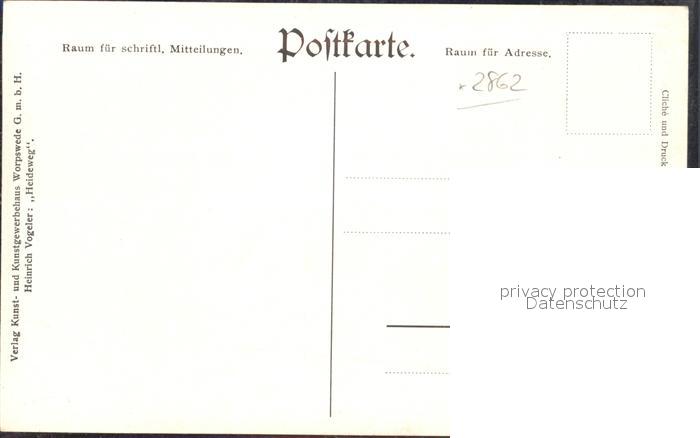 Postkarte.
Raum für schriftl. Mitteilungen.
Raum für Adresse.
* 2862
Verlag Kunst- und Kunstgewerbehaus Worpswede G. m. b. H.
Heinrich Vogeler: „Heideweg“.
Cliché und Druck
privacy protection
Datenschutz